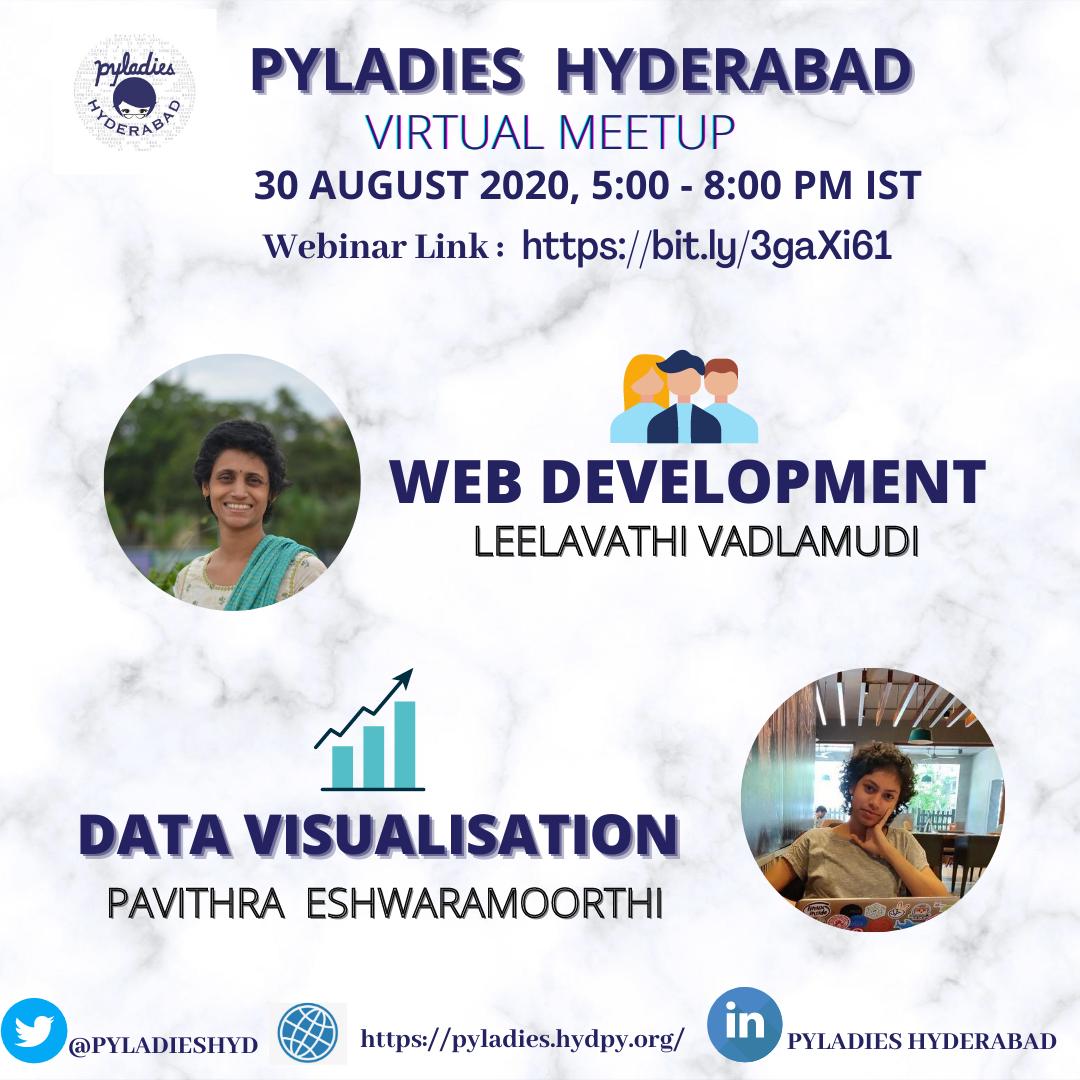 pyladies
HYDERABAD
PYLADIES HYDERABAD
VIRTUAL MEETUP
30 AUGUST 2020, 5:00 - 8:00 PM IST
Webinar Link : https://bit.ly/3gaXi61
WEB DEVELOPMENT
LEELAVATHI VADLAMUDI
DATA VISUALISATION
PAVITHRA ESHWARAMOORTHI
@PYLADIESHYD
https://pyladies.hydpy.org/
in
PYLADIES HYDERABAD